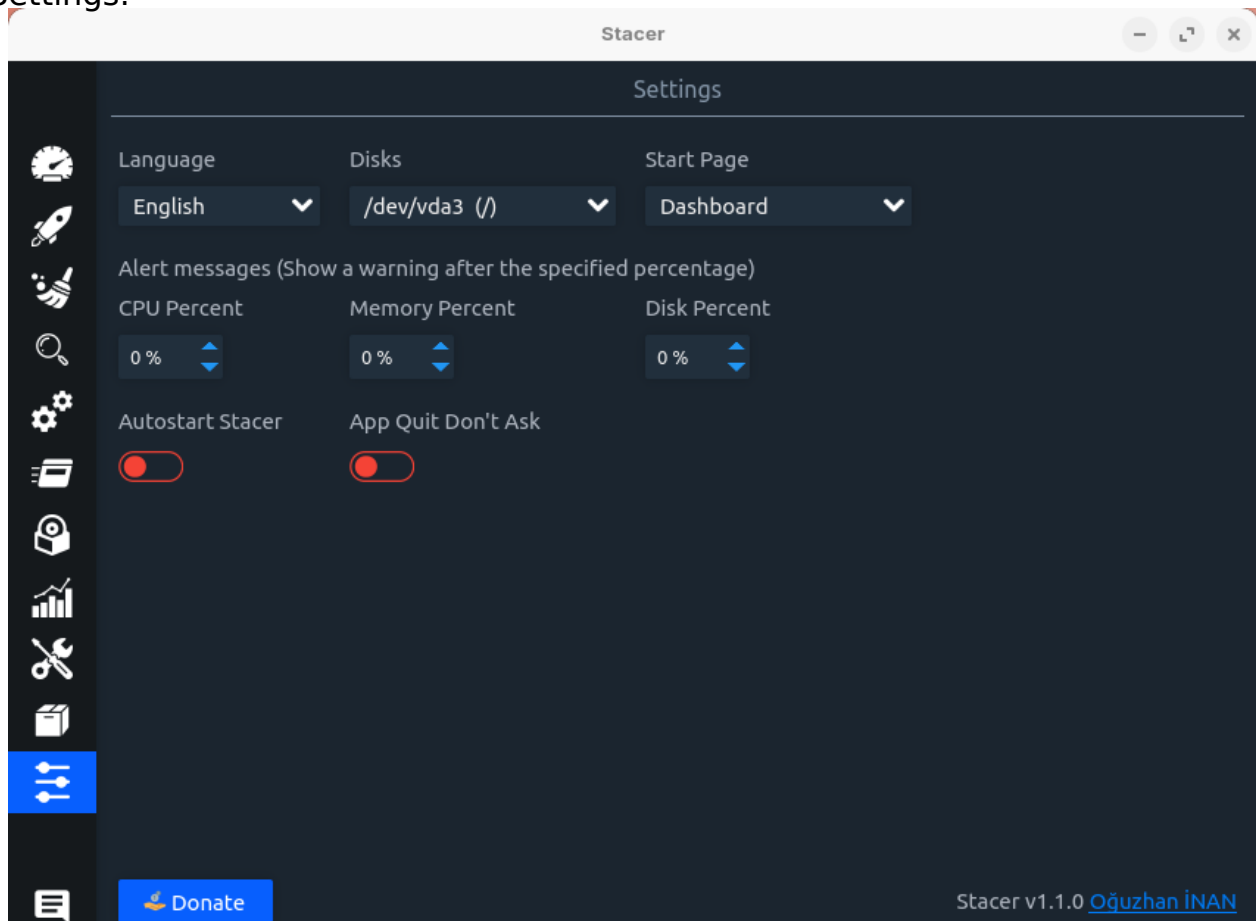 settings:
Stacer
Settings
Language Disks Start Page
English /dev/vda3 (/) Dashboard
Alert messages (Show a warning after the specified percentage)
CPU Percent Memory Percent Disk Percent
0 % 0 % 0 %
Autostart Stacer App Quit Don't Ask
Donate Stacer v1.1.0 Oğuzhan İNAN